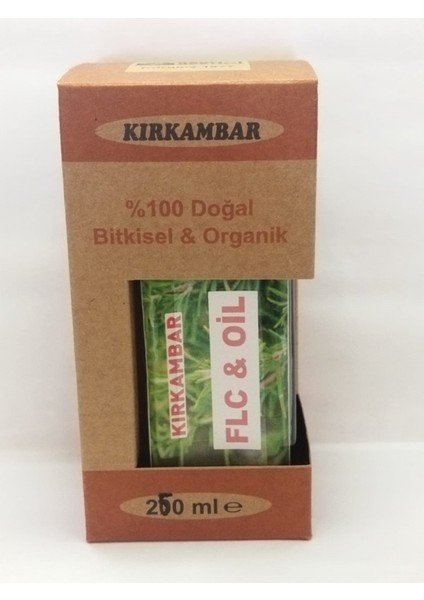 KIRKAMBAR
%100 Doğal
Bitkisel & Organik
KIRKAMBAR
FLC & OİL
250 ml e